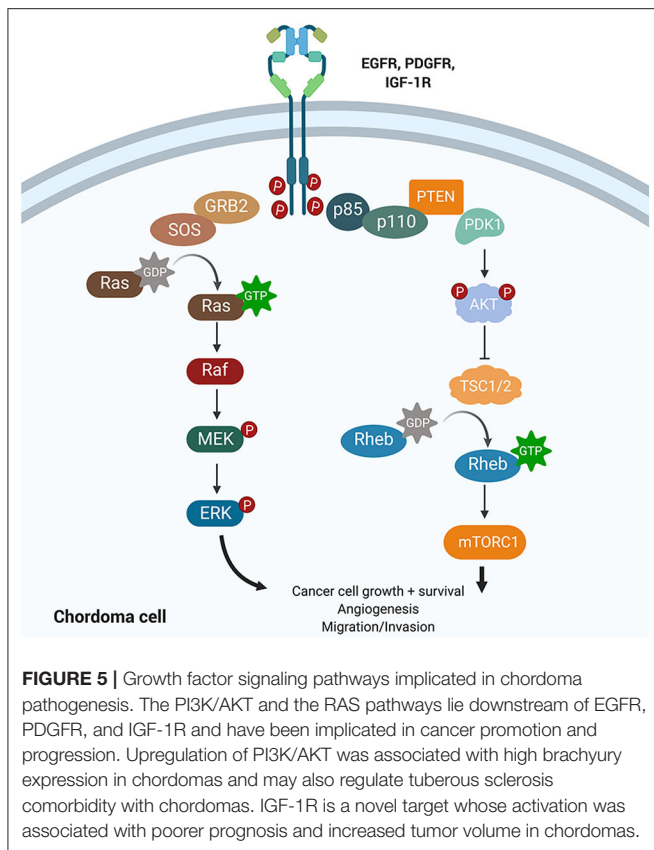 EGFR, PDGFR,
IGF-1R
P
P
P
P
GRB2
SOS
p85
p110
PTEN
PDK1
Ras
GDP
Ras
GTP
P
P
AKT
Raf
TSC1/2
MEK
P
Rheb
GDP
Rheb
GTP
ERK
P
mTORC1
Cancer cell growth + survival
Angiogenesis
Migration/Invasion
Chordoma cell
FIGURE 5 | Growth factor signaling pathways implicated in chordoma
pathogenesis. The PI3K/AKT and the RAS pathways lie downstream of EGFR,
PDGFR, and IGF-1R and have been implicated in cancer promotion and
progression. Upregulation of PI3K/AKT was associated with high brachyury
expression in chordomas and may also regulate tuberous sclerosis
comorbidity with chordomas. IGF-1R is a novel target whose activation was
associated with poorer prognosis and increased tumor volume in chordomas.